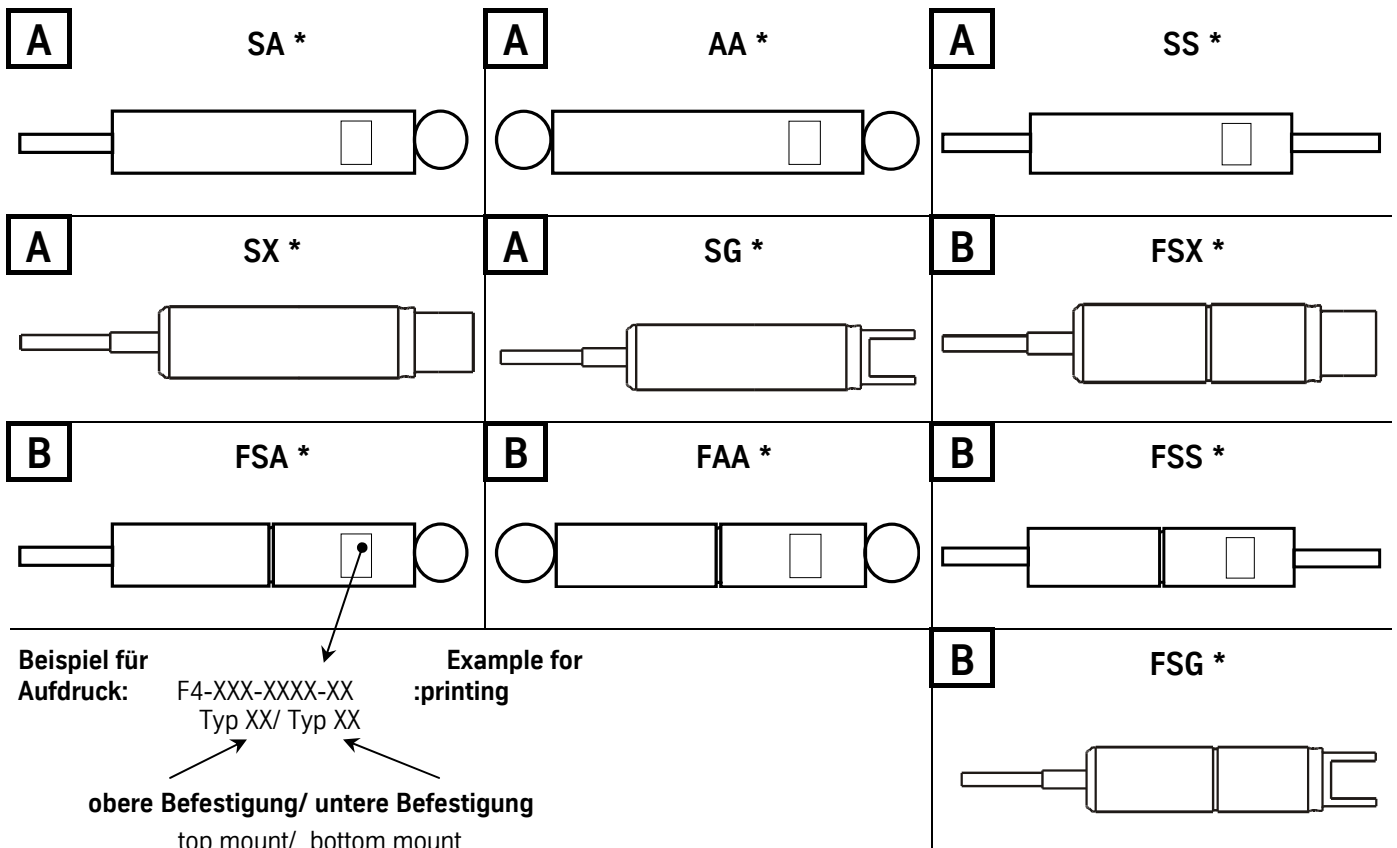 A SA *
A AA *
A SS *
A SX *
A SG *
B FSX *
B FSA *
B FAA *
B FSS *
Beispiel für
Aufdruck:
F4-XXX-XXXX-XX
Typ XX/ Typ XX
Example for
:printing
obere Befestigung/ untere Befestigung
top mount/ bottom mount
B FSG *